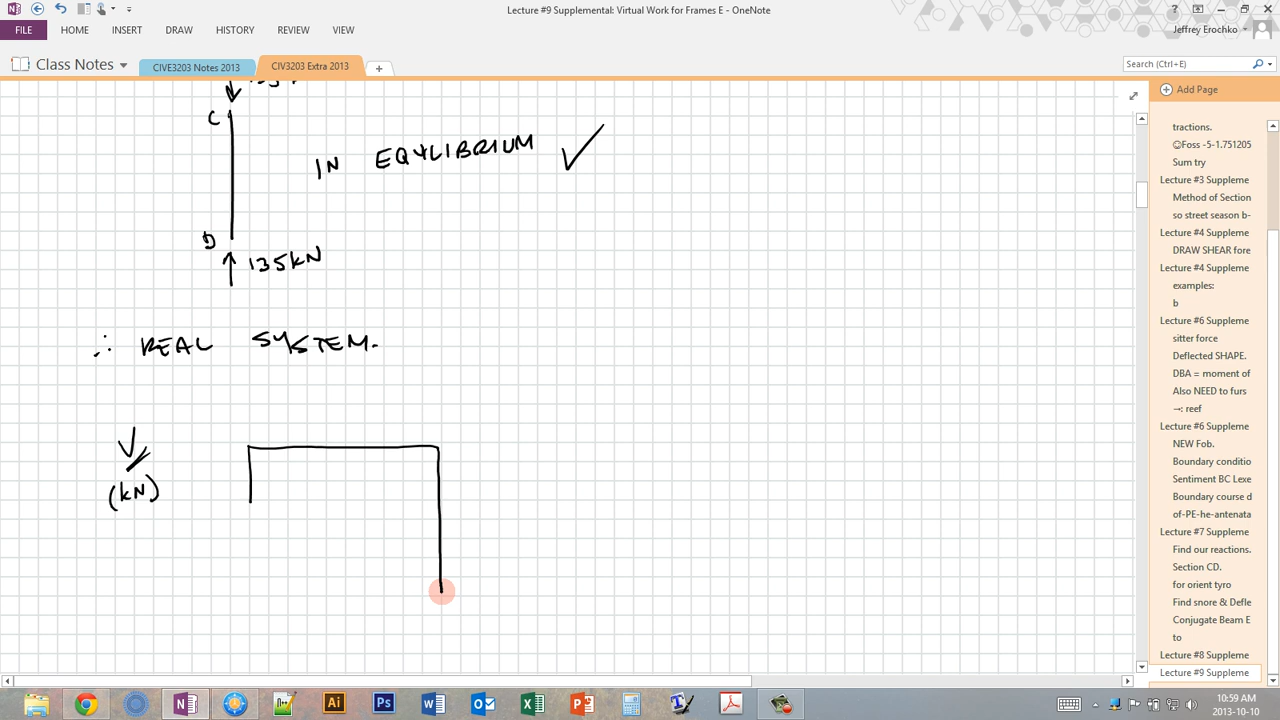 Lecture #9 Supplemental: Virtual Work for Frames E - OneNote
FILE
HOME
INSERT
DRAW
HISTORY
REVIEW
VIEW
Jeffrey Erochko
Class Notes
CIVE3203 Notes 2013
CIV3203 Extra 2013
Search (Ctrl+E)
Add Page
C
IN EQUILIBRIUM
D
135kN
∴ REAL SYSTEM.
V
(kN)
tractions.
☺Foss -5-1.751205
Sum try
Lecture #3 Suppleme
Method of Section
so street season b-
Lecture #4 Suppleme
DRAW SHEAR fore
Lecture #4 Suppleme
examples:
b
Lecture #6 Suppleme
sitter force
Deflected SHAPE.
DBA = moment of
Also NEED to furs
→: reef
Lecture #6 Suppleme
NEW Fob.
Boundary conditio
Sentiment BC Lexe
Boundary course d
of-PE-he-antenata
Lecture #7 Suppleme
Find our reactions.
Section CD.
for orient tyro
Find snore & Defle
Conjugate Beam E
to
Lecture #8 Suppleme
Lecture #9 Suppleme
10:59 AM
2013-10-10